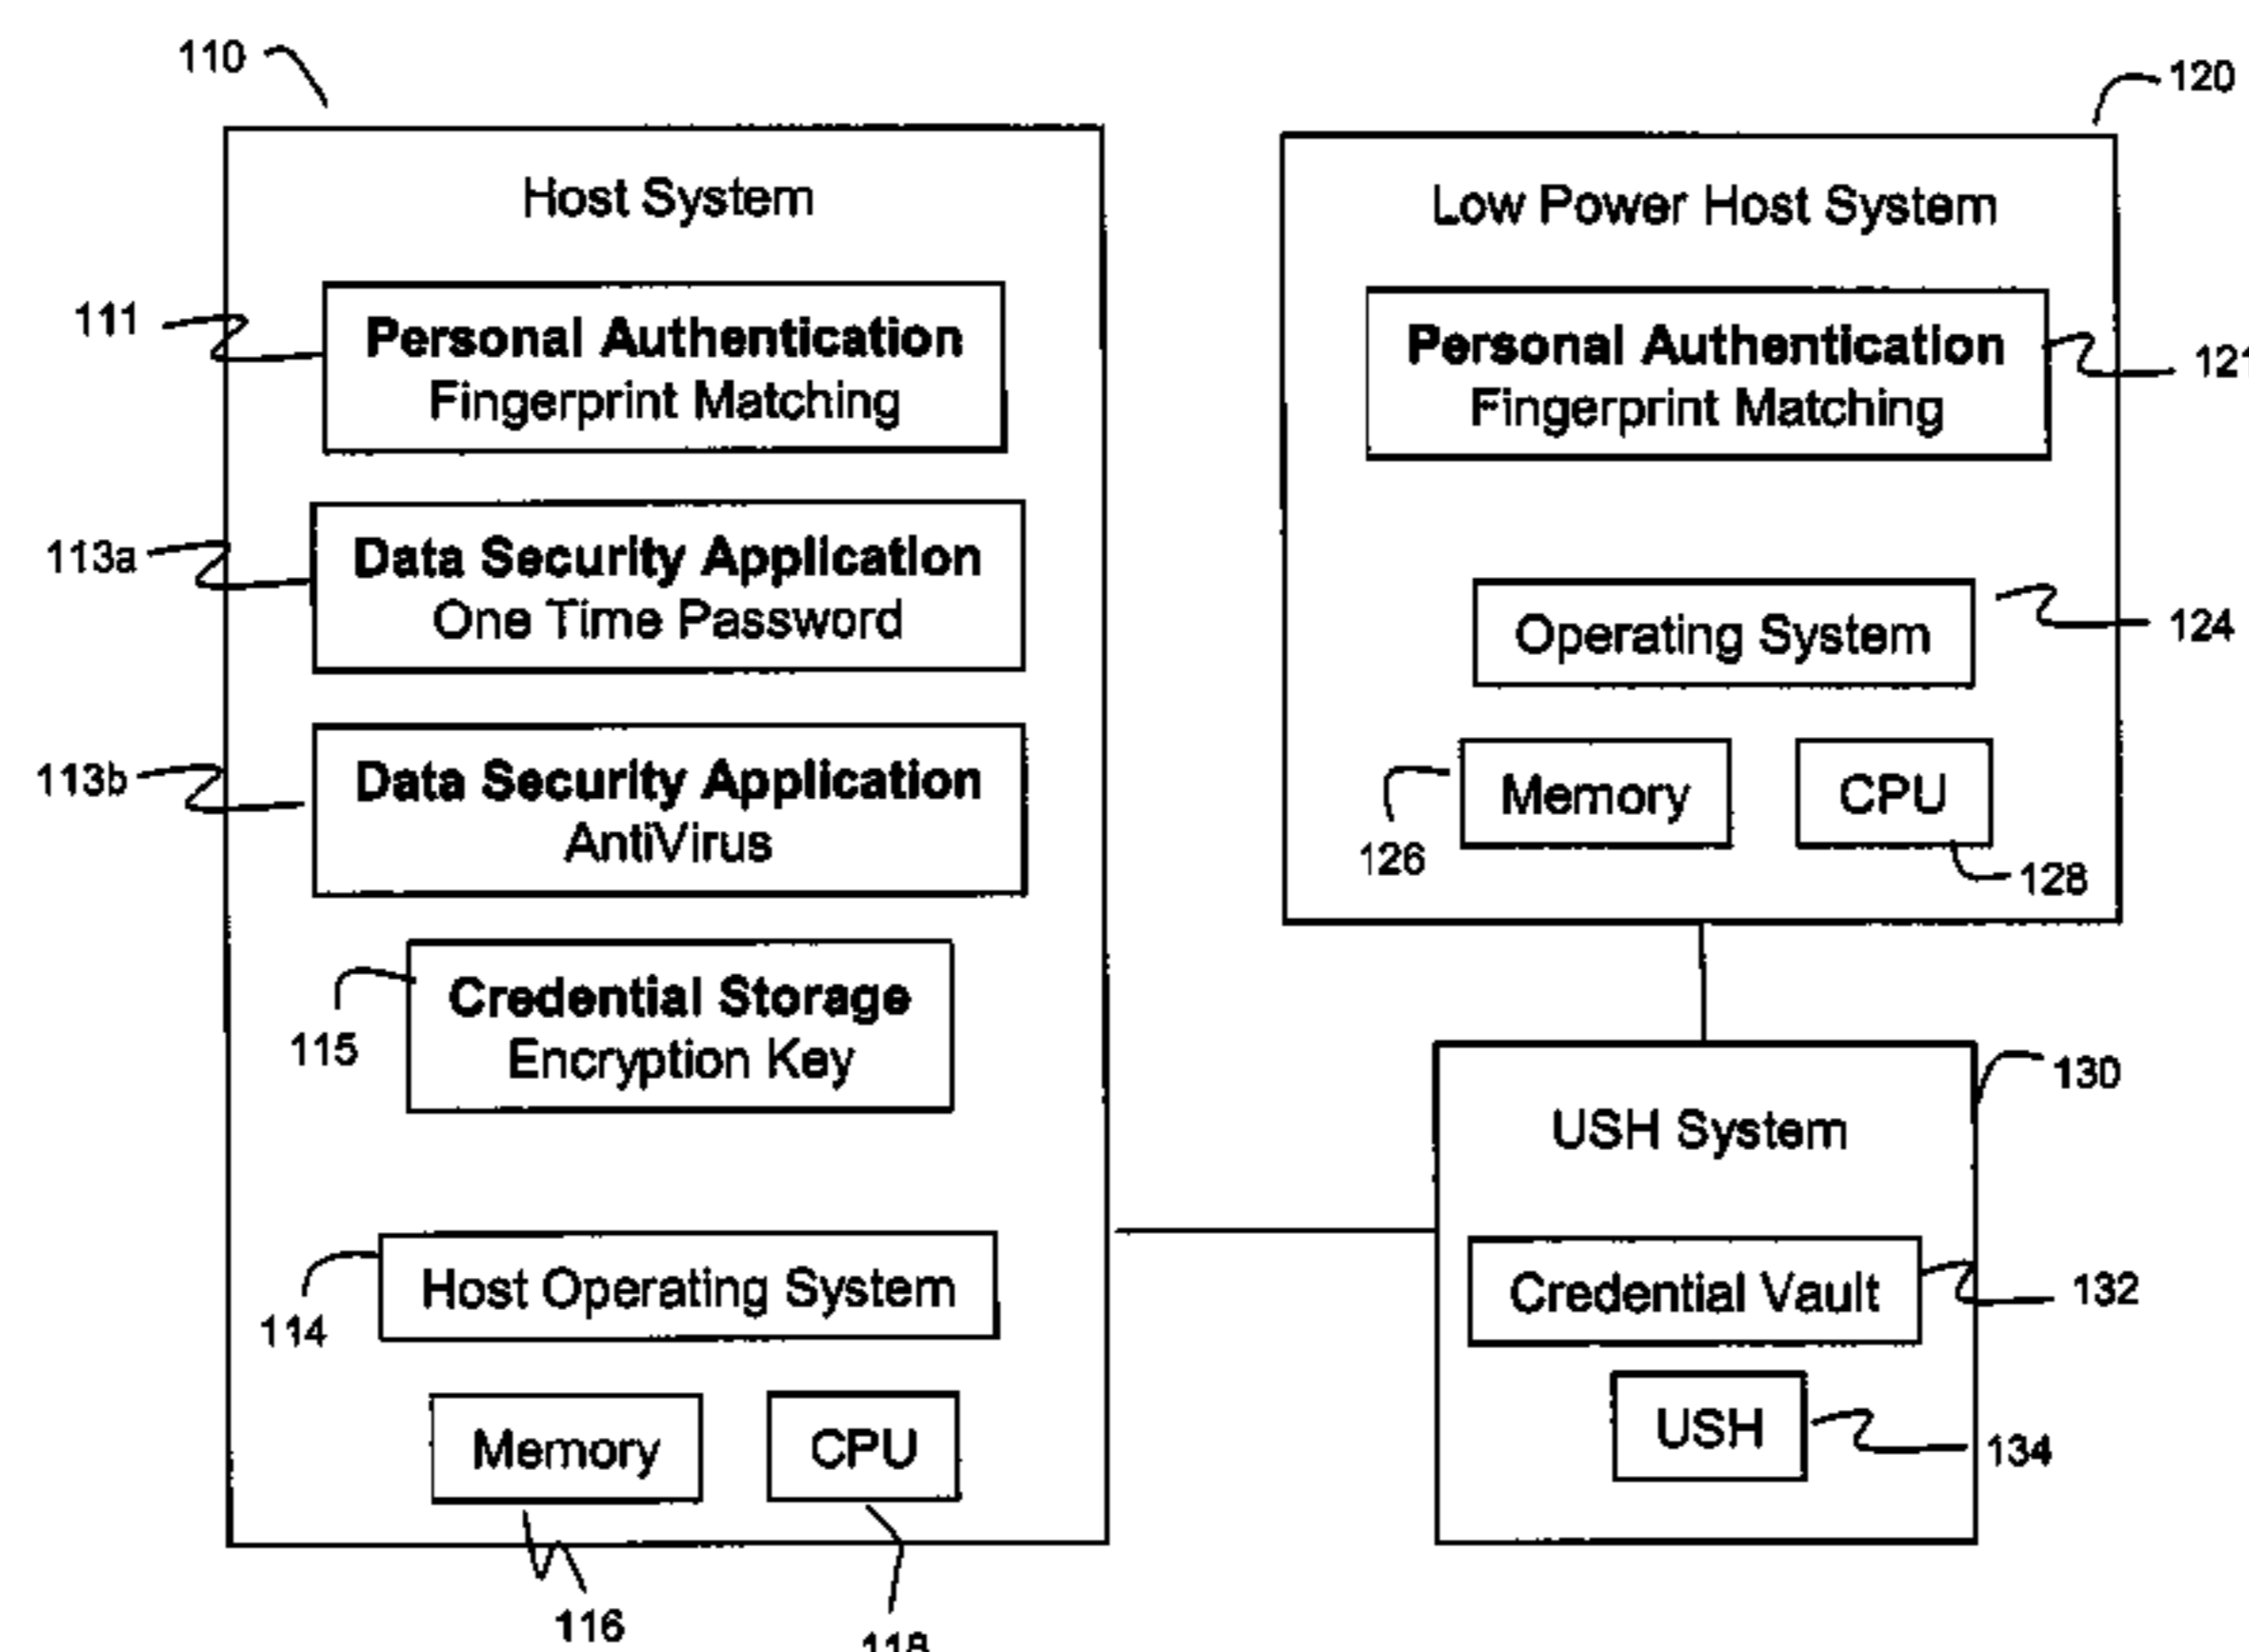 110
Host System
111
Personal Authentication
Fingerprint Matching
113a
Data Security Application
One Time Password
113b
Data Security Application
AntiVirus
115
Credential Storage
Encryption Key
114
Host Operating System
Memory
CPU
116
118
120
Low Power Host System
Personal Authentication
Fingerprint Matching
121
Operating System
124
Memory
CPU
126
128
130
USH System
Credential Vault
132
USH
134